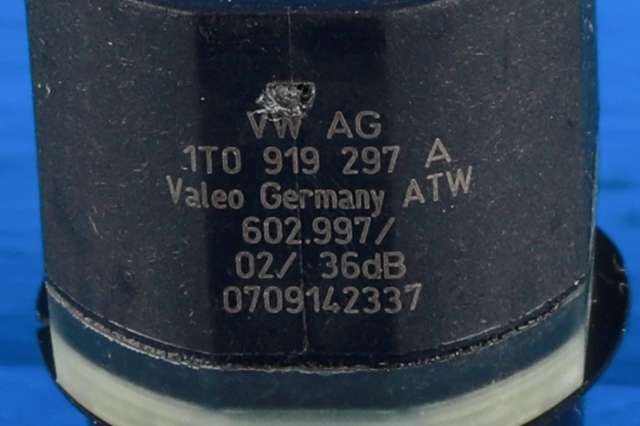 VW AG
1T0 919 297 A
Valeo Germany ATW
602.997/
02/ 36dB
0709142337